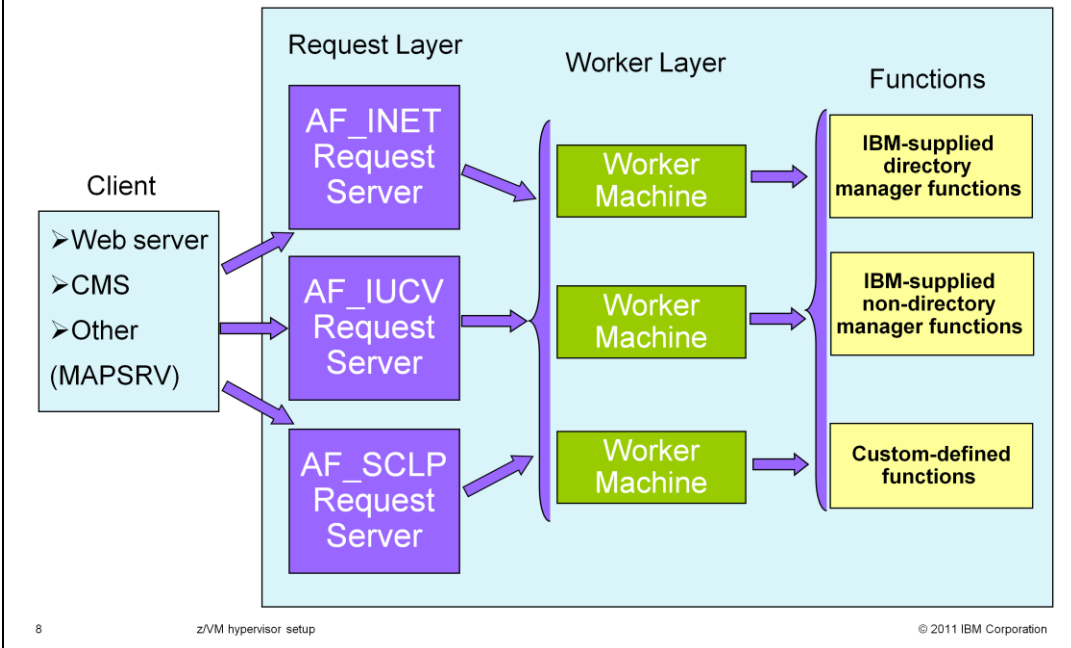 Request Layer
Worker Layer
Functions
Client
➢Web server
➢CMS
➢Other
(MAPSRV)
AF_INET
Request
Server
AF_IUCV
Request
Server
AF_SCLP
Request
Server
Worker
Machine
Worker
Machine
Worker
Machine
IBM-supplied
directory
manager functions
IBM-supplied
non-directory
manager functions
Custom-defined
functions
8
z/VM hypervisor setup
© 2011 IBM Corporation